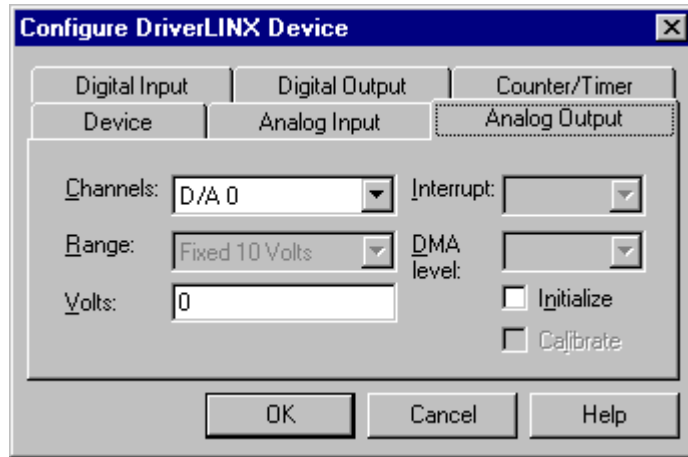 Configure DriverLINX Device
Digital Input Digital Output Counter/Timer
Device Analog Input Analog Output
Channels: D/A 0 Interrupt:
Range: Fixed 10 Volts DMA level:
Volts: 0
Initialize
Calibrate
OK Cancel Help